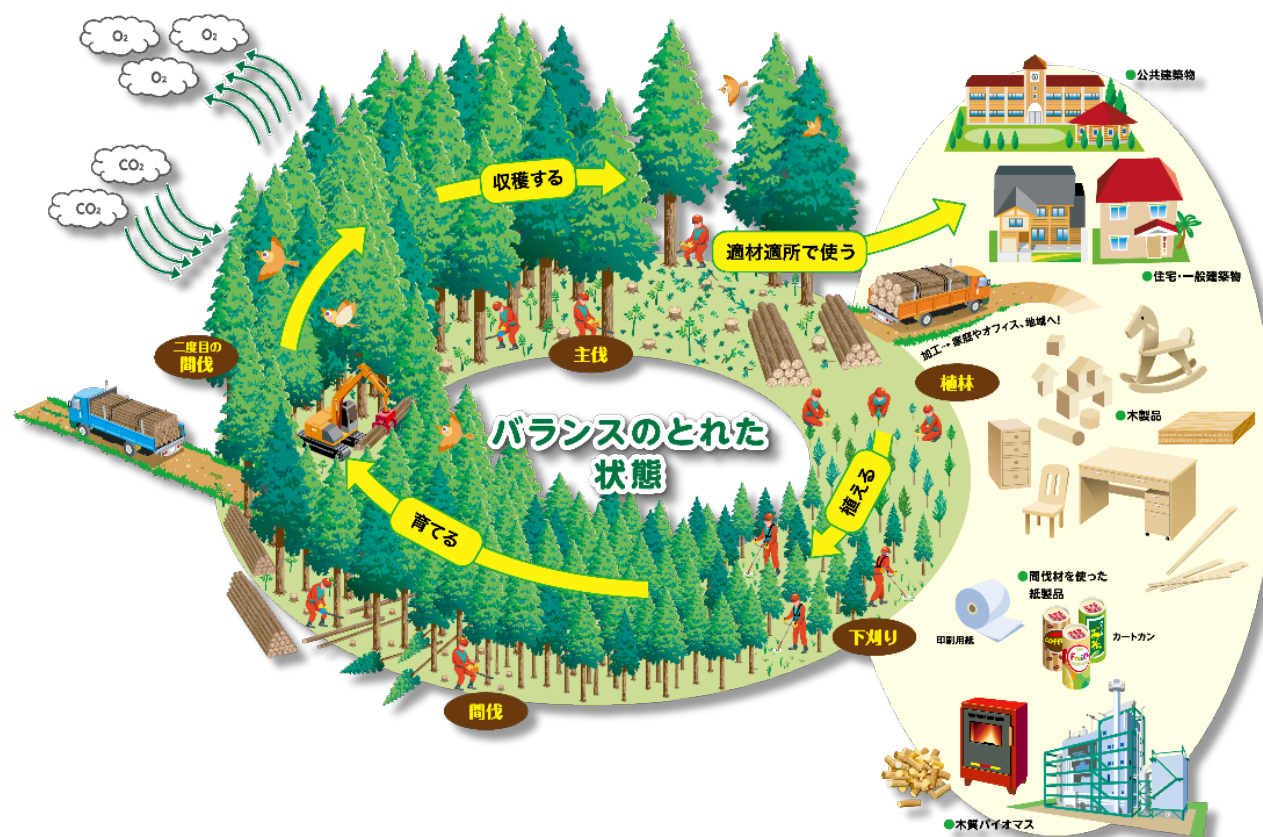 O₂
O₂
O₂
CO₂
CO₂
収穫する
適材適所で使う
●公共建築物
●住宅・一般建築物
加工→家庭やオフィス、地域へ!
二度目の
間伐
主伐
植林
●木製品
バランスのとれた
状態
植える
育てる
●間伐材を使った
紙製品
印刷用紙
カートカン
COFFEE
Fruit
茶
下刈り
間伐
●木質バイオマス